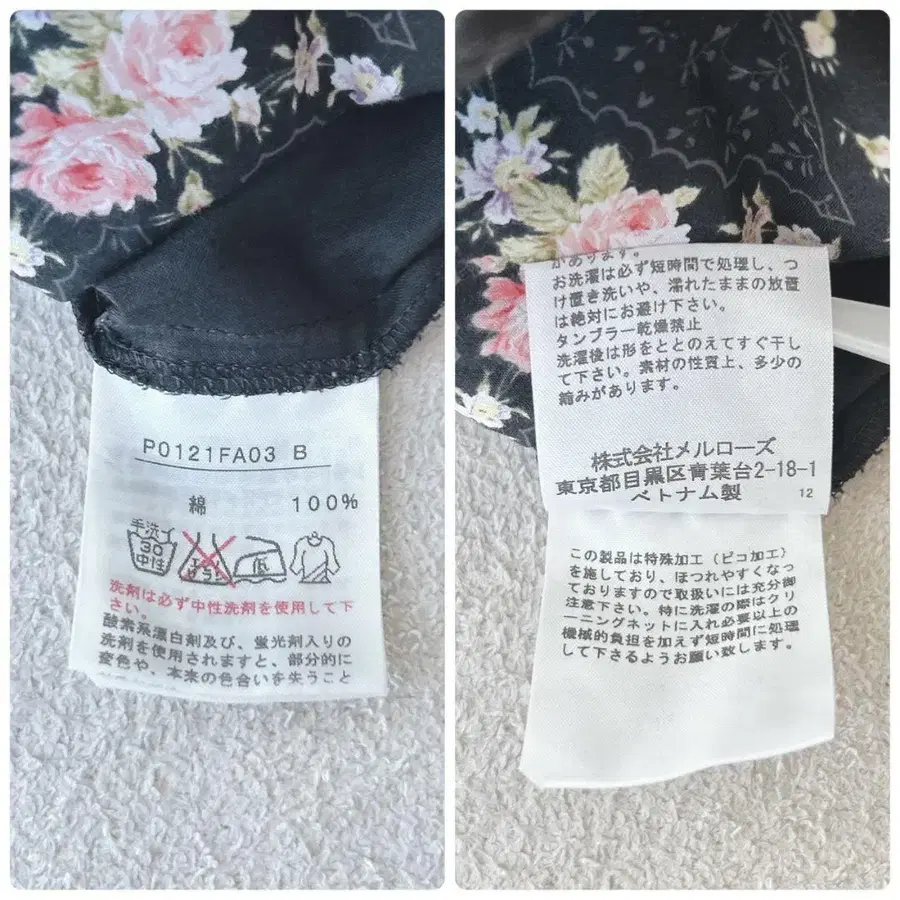 P0121FA03 B
綿 100%
手洗イ
30
中性
エンソ
サラシ
低
洗剤は必ず中性洗剤を使用して下
さい。
酸素系漂白剤及び、蛍光剤入りの
洗剤を使用されますと、部分的に
変色や、本来の色合いを失うこと
があります。
お洗濯は必ず短時間で処理し、つ
け置き洗いや、濡れたままの放置
は絶対にお避け下さい。
タンブラー乾燥禁止
洗濯後は形をととのえてすぐ干し
て下さい。素材の性質上、多少の
縮みがあります。
株式会社メルローズ
東京都目黒区青葉台2-18-1
ベトナム製 12
この製品は特殊加工（ピコ加工）
を施しており、ほつれやすくなっ
ておりますので取扱いには充分御
注意下さい。特に洗濯の際はクリ
ーニングネットに入れ必要以上の
機械的負担を加えず短時間に処理
して下さるようお願い致します。